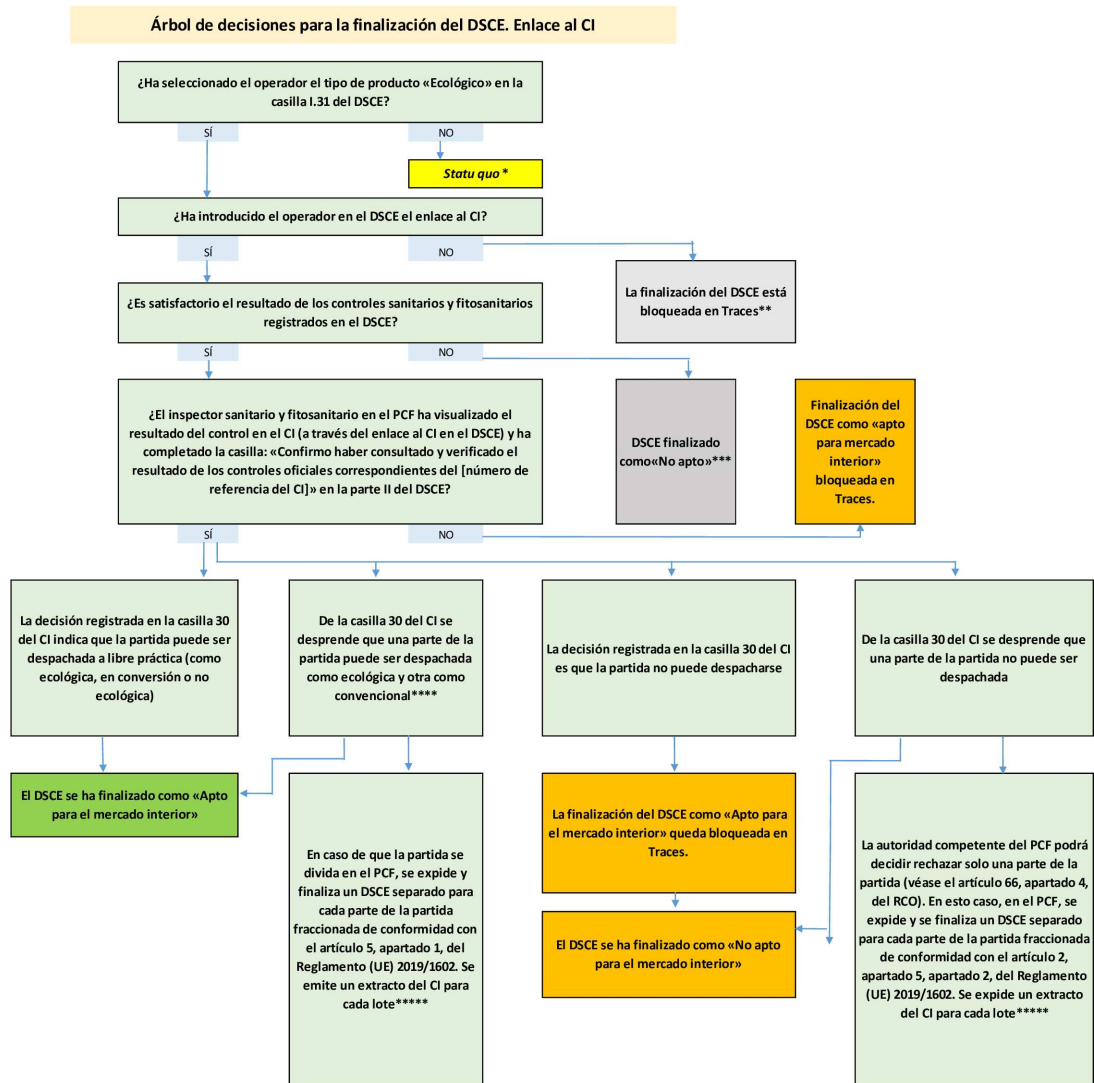 Árbol de decisiones para la finalización del DSCE. Enlace al CI
¿Ha seleccionado el operador el tipo de producto «Ecológico» en la
casilla I.31 del DSCE?
SÍ
NO
Statu quo *
¿Ha introducido el operador en el DSCE el enlace al CI?
SÍ
NO
La finalización del DSCE está
bloqueada en Traces**
¿Es satisfactorio el resultado de los controles sanitarios y fitosanitarios
registrados en el DSCE?
SÍ
NO
¿El inspector sanitario y fitosanitario en el PCF ha visualizado el
resultado del control en el CI (a través del enlace al CI en el DSCE) y ha
completado la casilla: «Confirmo haber consultado y verificado el
resultado de los controles oficiales correspondientes del [número de
referencia del CI]» en la parte II del DSCE?
DSCE finalizado
como«No apto»***
Finalización del
DSCE como «apto
para mercado
interior»
bloqueada en
Traces.
SÍ
NO
La decisión registrada en la casilla 30
del CI indica que la partida puede ser
despachada a libre práctica (como
ecológica, en conversión o no
ecológica)
De la casilla 30 del CI se
desprende que una parte de la
partida puede ser despachada
como ecológica y otra como
convencional****
La decisión registrada en la casilla 30 del CI
es que la partida no puede despacharse
De la casilla 30 del CI se desprende que
una parte de la partida no puede ser
despachada
El DSCE se ha finalizado como «Apto
para el mercado interior»
En caso de que la partida se
divida en el PCF, se expide y
finaliza un DSCE separado para
cada parte de la partida
fraccionada de conformidad con
el artículo 5, apartado 1, del
Reglamento (UE) 2019/1602. Se
emite un extracto del CI para
cada lote*****
La finalización del DSCE como «Apto para
el mercado interior» queda bloqueada en
Traces.
El DSCE se ha finalizado como «No apto
para el mercado interior»
La autoridad competente del PCF podrá
decidir rechazar solo una parte de la
partida (véase el artículo 66, apartado 4,
del RCO). En esto caso, en el PCF, se
expide y se finaliza un DSCE separado
para cada parte de la partida fraccionada
de conformidad con el artículo 2,
apartado 5, apartado 2, del Reglamento
(UE) 2019/1602. Se expide un extracto
del CI para cada lote*****